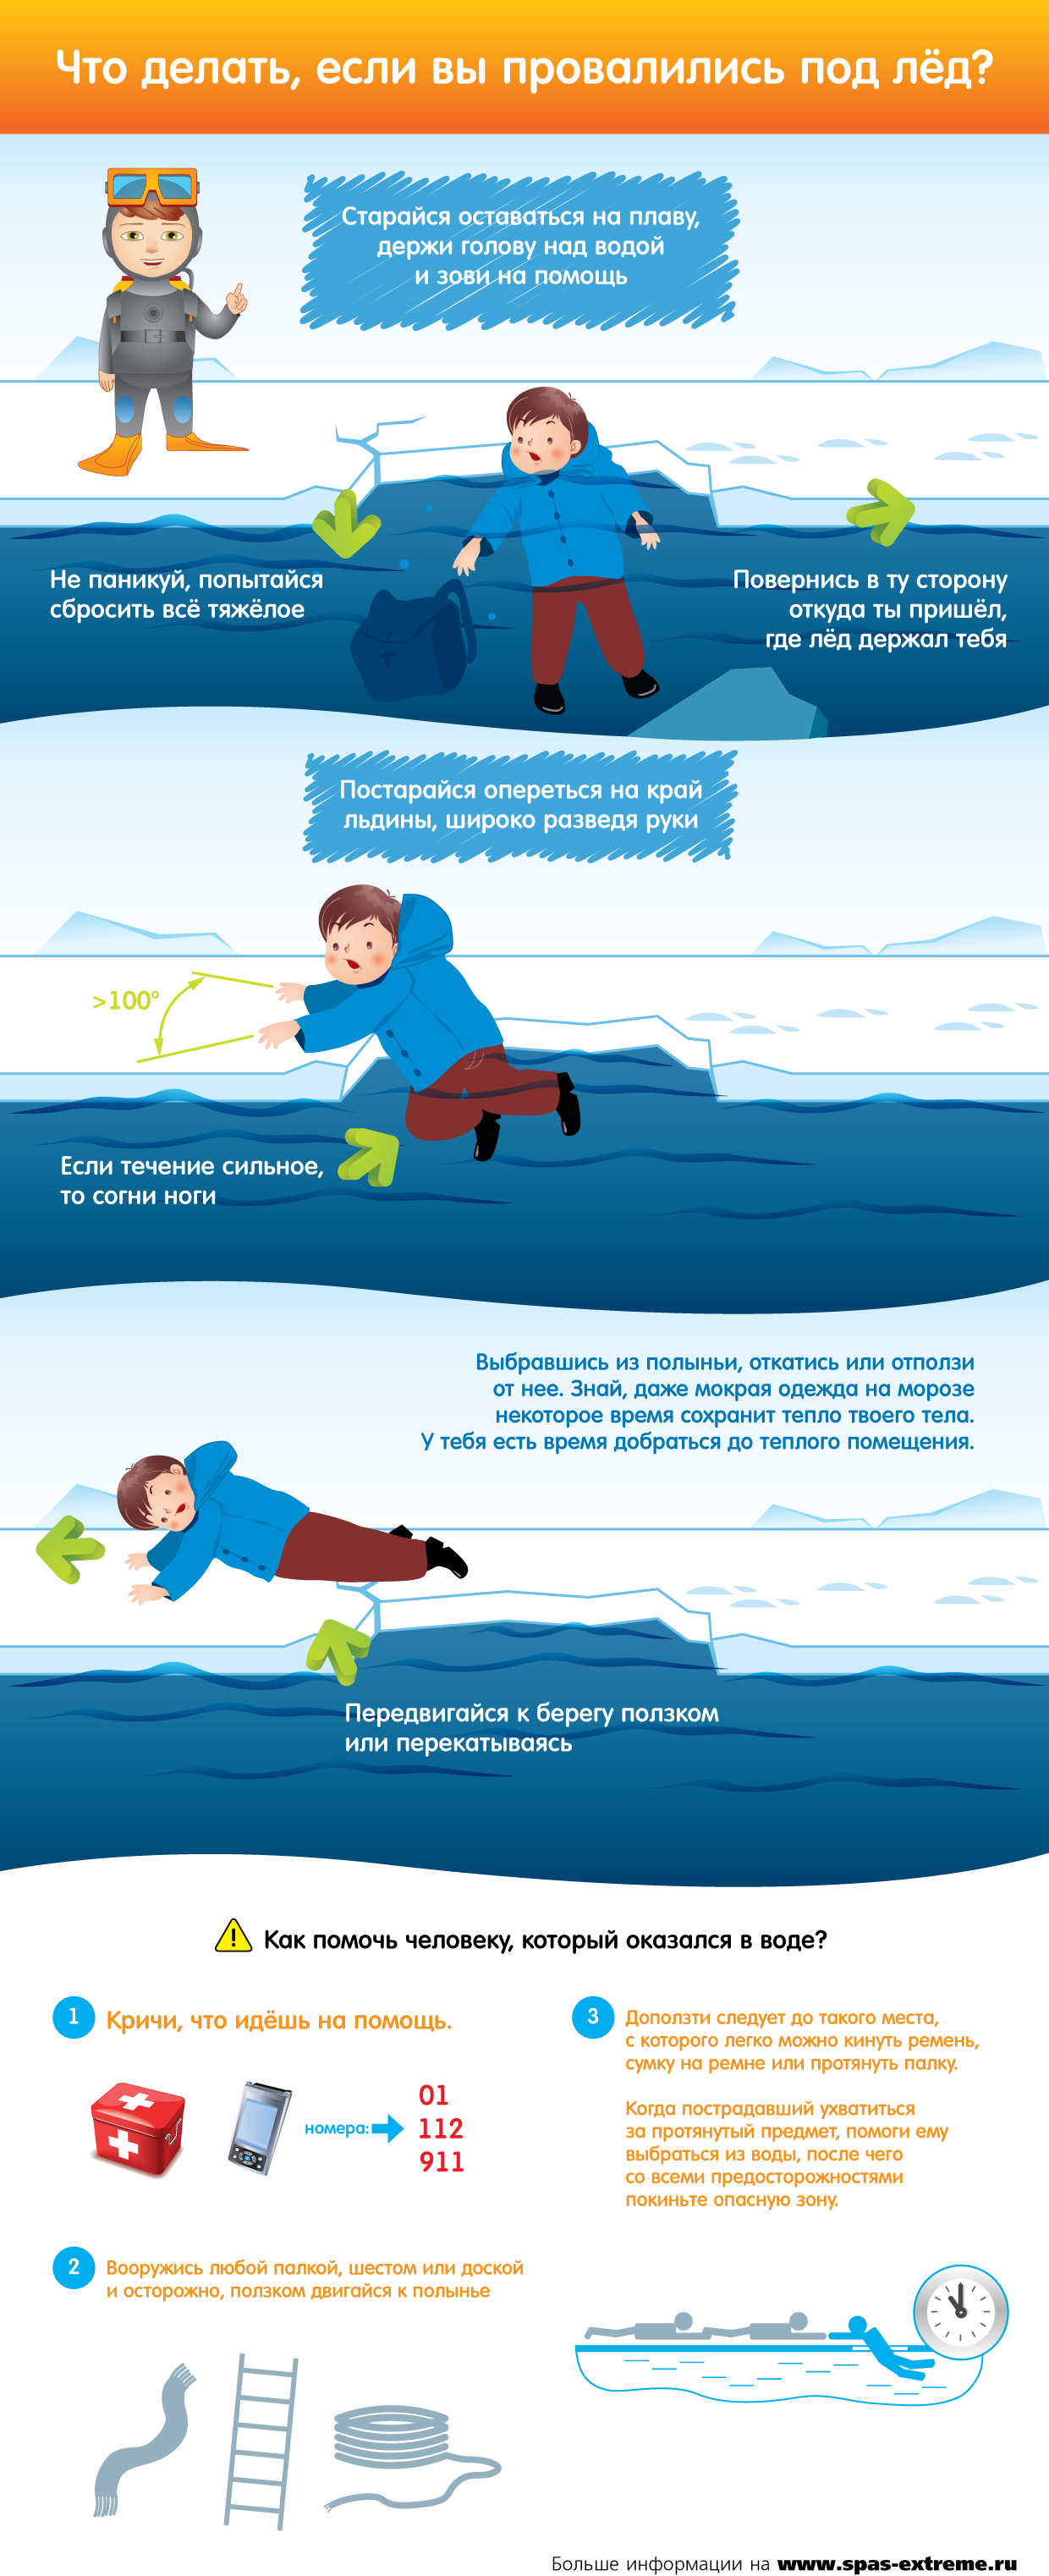 Что делать, если вы провалились под лёд?
Старайся оставаться на плаву,
держи голову над водой
и зови на помощь
Не паникуй, попытайся
сбросить всё тяжёлое
Повернись в ту сторону
откуда ты пришёл,
где лёд держал тебя
Постарайся опереться на край
льдины, широко разведя руки
>100°
Если течение сильное,
то согни ноги
Выбравшись из полыньи, откатись или отползи
от нее. Знай, даже мокрая одежда на морозе
некоторое время сохранит тепло твоего тела.
У тебя есть время добраться до теплого помещения.
Передвигайся к берегу ползком
или перекатываясь
Как помочь человеку, который оказался в воде?
1 Кричи, что идёшь на помощь.
номера:
01
112
911
2 Вооружись любой палкой, шестом или доской
и осторожно, ползком двигайся к полынье
3 Доползти следует до такого места,
с которого легко можно кинуть ремень,
сумку на ремне или протянуть палку.
Когда пострадавший ухватиться
за протянутый предмет, помоги ему
выбраться из воды, после чего
со всеми предосторожностями
покиньте опасную зону.
Больше информации на www.spas-extreme.ru